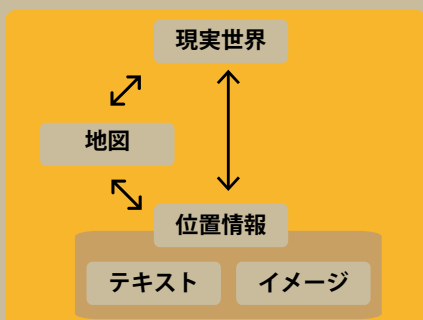 現実世界
地図
位置情報
テキスト
イメージ